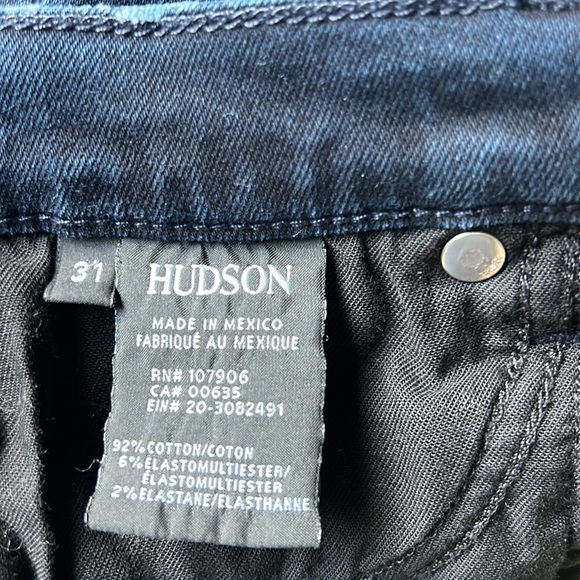 31
HUDSON
MADE IN MEXICO
FABRIQUÉ AU MEXIQUE
RN# 107906
CA# 00635
EIN# 20-3082491
92% COTTON/COTON
6% ELASTOMULTIESTER/
ÉLASTOMULTIESTER
2% ÉLASTANE/ELASTHANNE